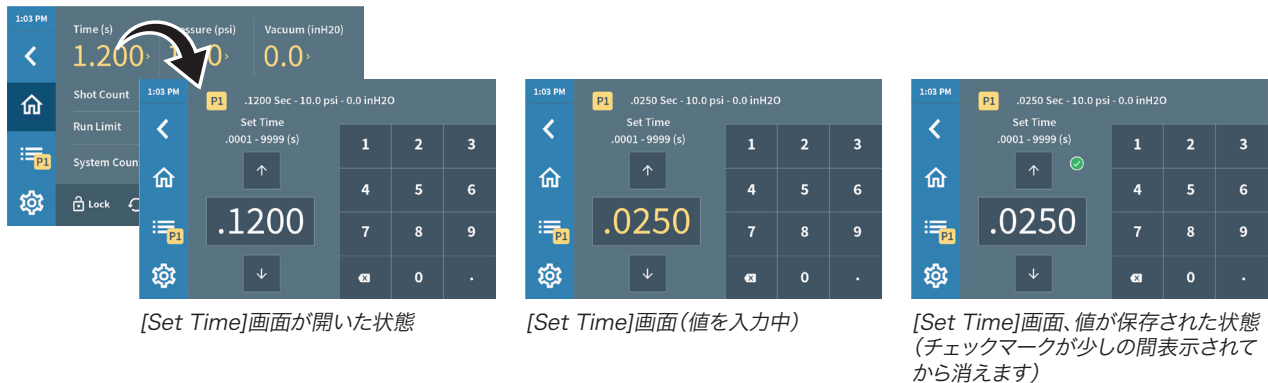 1:03 PM
Time (s)
Vacuum (inH20)
1.200
0.0
Shot Count
Run Limit
P1
Lock
1:03 PM
P1 .1200 Sec - 10.0 psi - 0.0 inH2O
Set Time
.0001 - 9999 (s)
1 2 3
4 5 6
.1200
7 8 9
P1
0 .
[Set Time]画面が開いた状態
1:03 PM
P1 .0250 Sec - 10.0 psi - 0.0 inH2O
Set Time
.0001 - 9999 (s)
1 2 3
4 5 6
.0250
7 8 9
P1
0 .
[Set Time]画面（値を入力中）
1:03 PM
P1 .0250 Sec - 10.0 psi - 0.0 inH2O
Set Time
.0001 - 9999 (s)
1 2 3
4 5 6
.0250
7 8 9
P1
0 .
[Set Time]画面、値が保存された状態
（チェックマークが少しの間表示されて
から消えます）